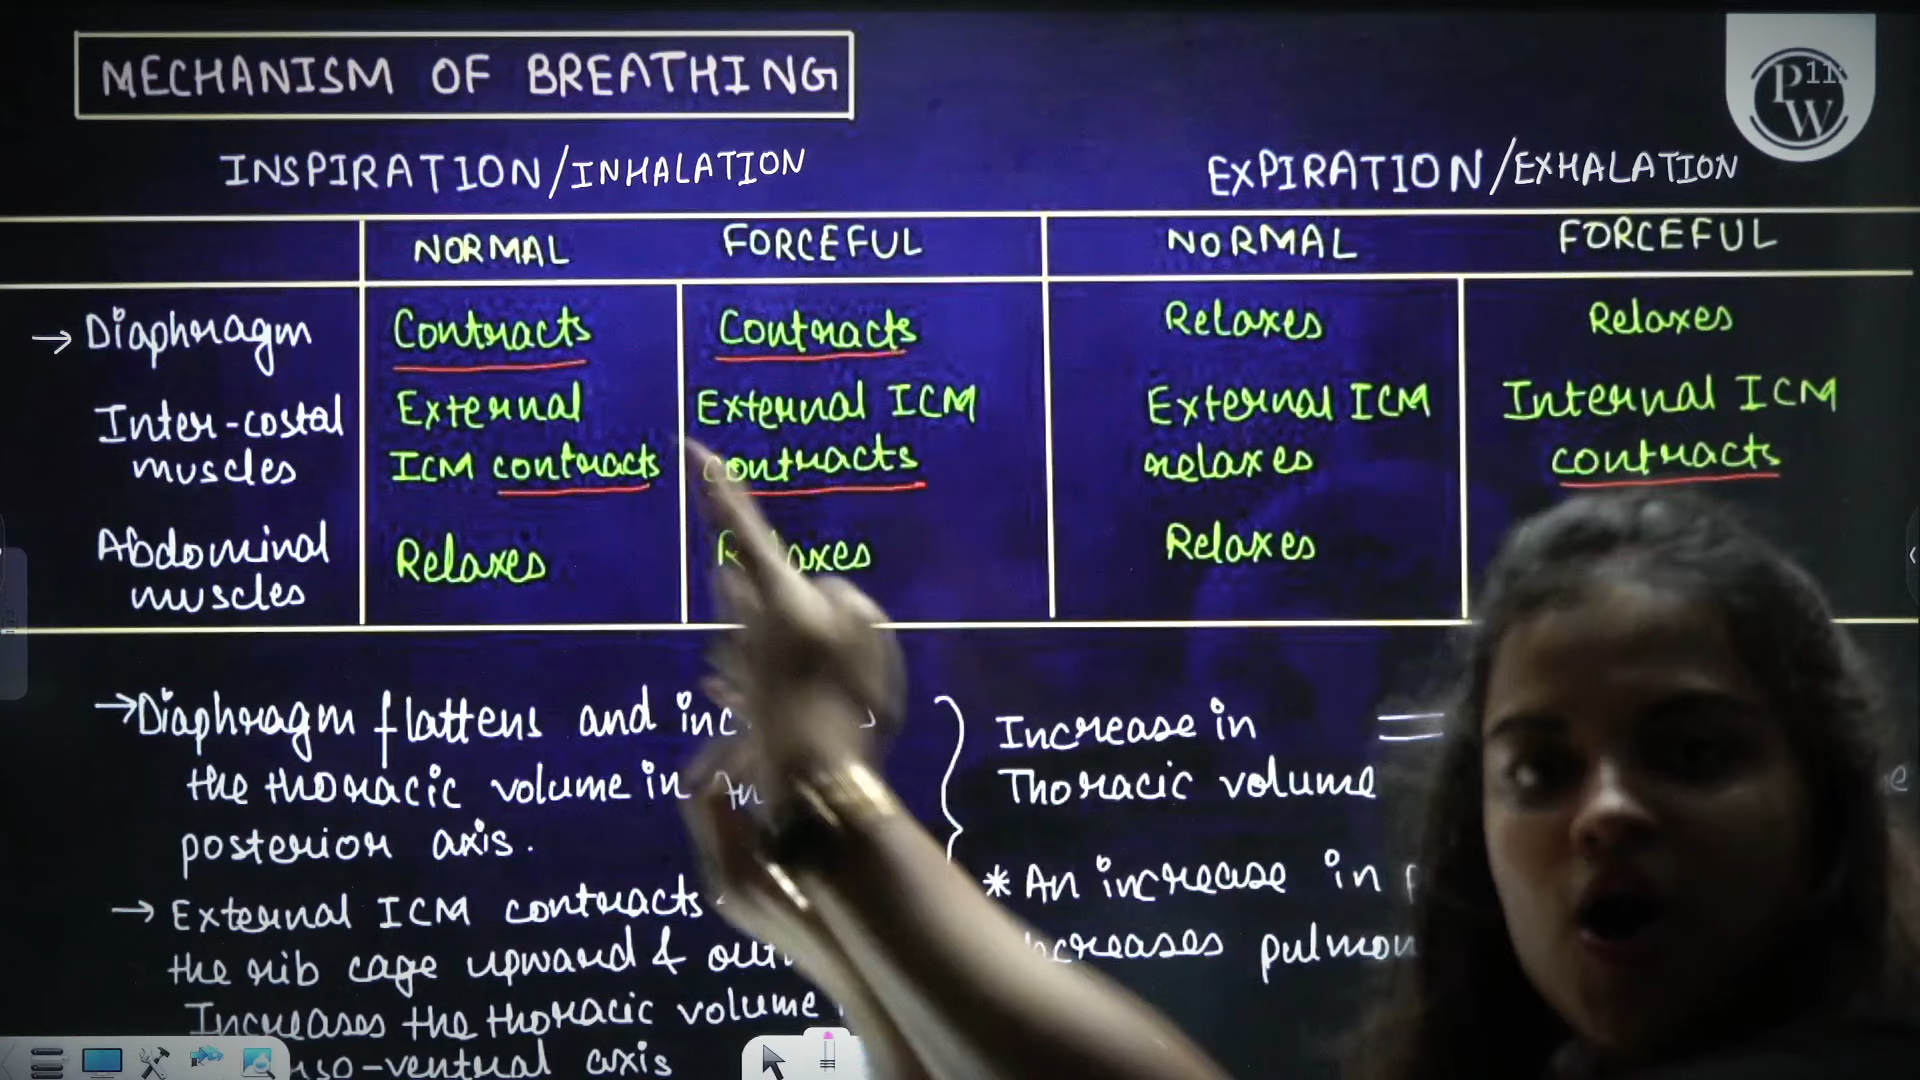 MECHANISM OF BREATHING
PW
11
INSPIRATION/INHALATION
EXPIRATION/EXHALATION
NORMAL FORCEFUL NORMAL FORCEFUL
→ Diaphragm Contracts Contracts Relaxes Relaxes
Inter-costal External External ICM External ICM Internal ICM
muscles ICM contracts contracts relaxes contracts
Abdominal Relaxes Relaxes Relaxes
muscles
→ Diaphragm flattens and
the thoracic volume in
posterior axis.
→ External ICM contracts
the rib cage upward &
Increases the thoracic volume
axis
Increase in =
Thoracic volume
* An increase in